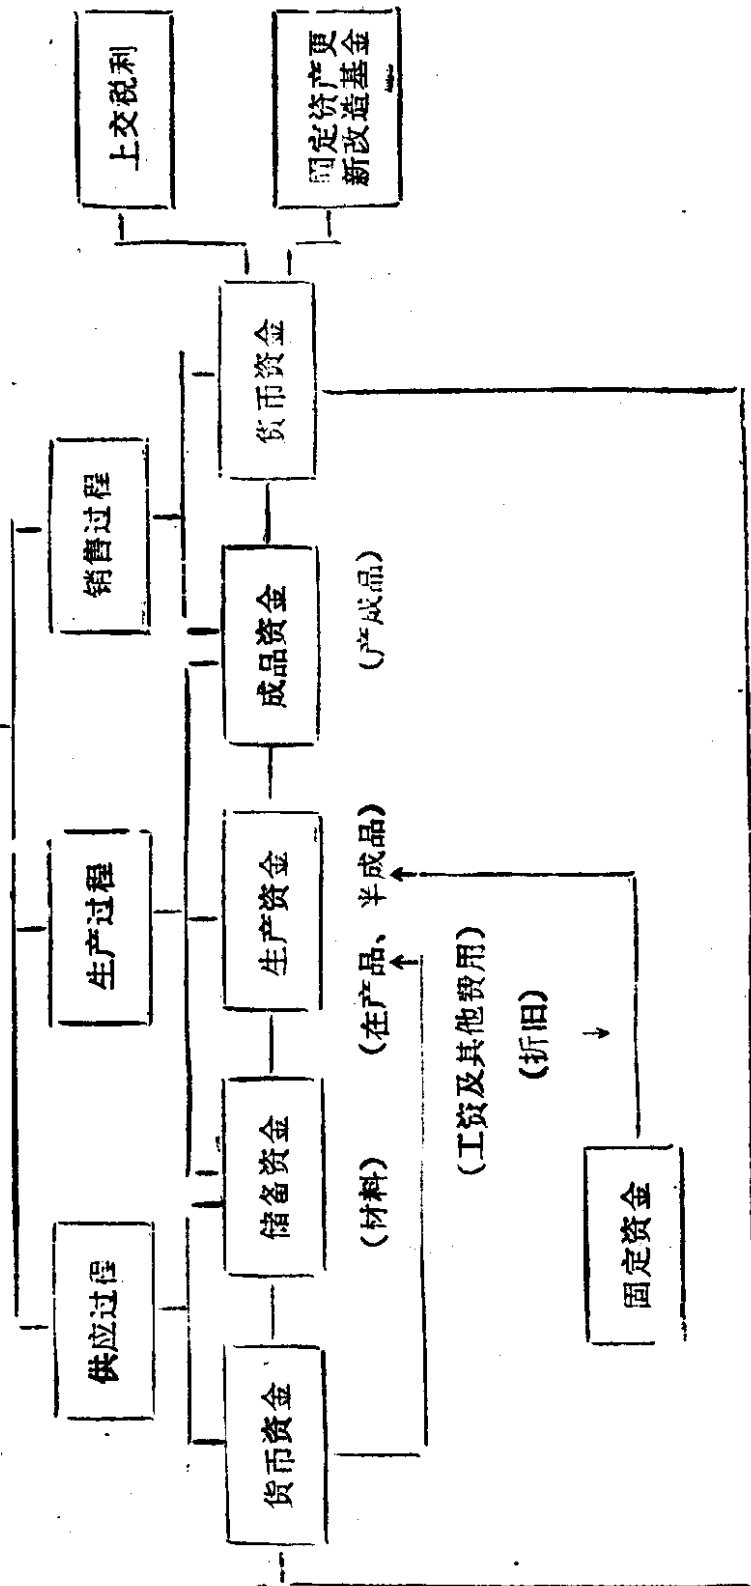 供应过程
生产过程
销售过程
货币资金
储备资金
生产资金
成品资金
货币资金
上交税利
固定资产更
新改造基金
(材料)
(在产品、半成品)
(产成品)
(工资及其他费用)
(折旧)
固定资金